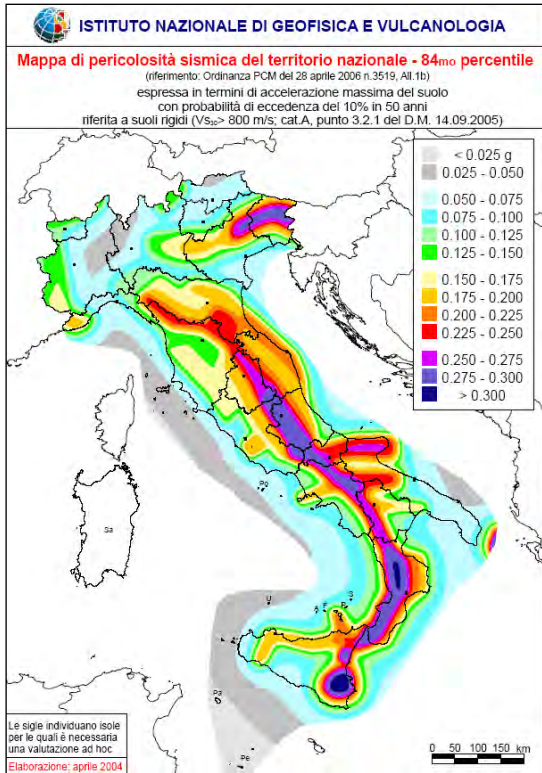 ISTITUTO NAZIONALE DI GEOFISICA E VULCANOLOGIA
Mappa di pericolosità sismica del territorio nazionale - 84mo percentile
(riferimento: Ordinanza PCM del 28 aprile 2006 n.3519, All.1b)
espressa in termini di accelerazione massima del suolo
con probabilità di eccedenza del 10% in 50 anni
riferita a suoli rigidi (Vs30> 800 m/s; cat.A, punto 3.2.1 del D.M. 14.09.2005)
< 0.025 g
0.025 - 0.050
0.050 - 0.075
0.075 - 0.100
0.100 - 0.125
0.125 - 0.150
0.150 - 0.175
0.175 - 0.200
0.200 - 0.225
0.225 - 0.250
0.250 - 0.275
0.275 - 0.300
> 0.300
Po
Sa
U
A
S
Pa
Pe
Le sigle individuano isole
per le quali è necessaria
una valutazione ad hoc
Elaborazione: aprile 2004
0 50 100 150 km